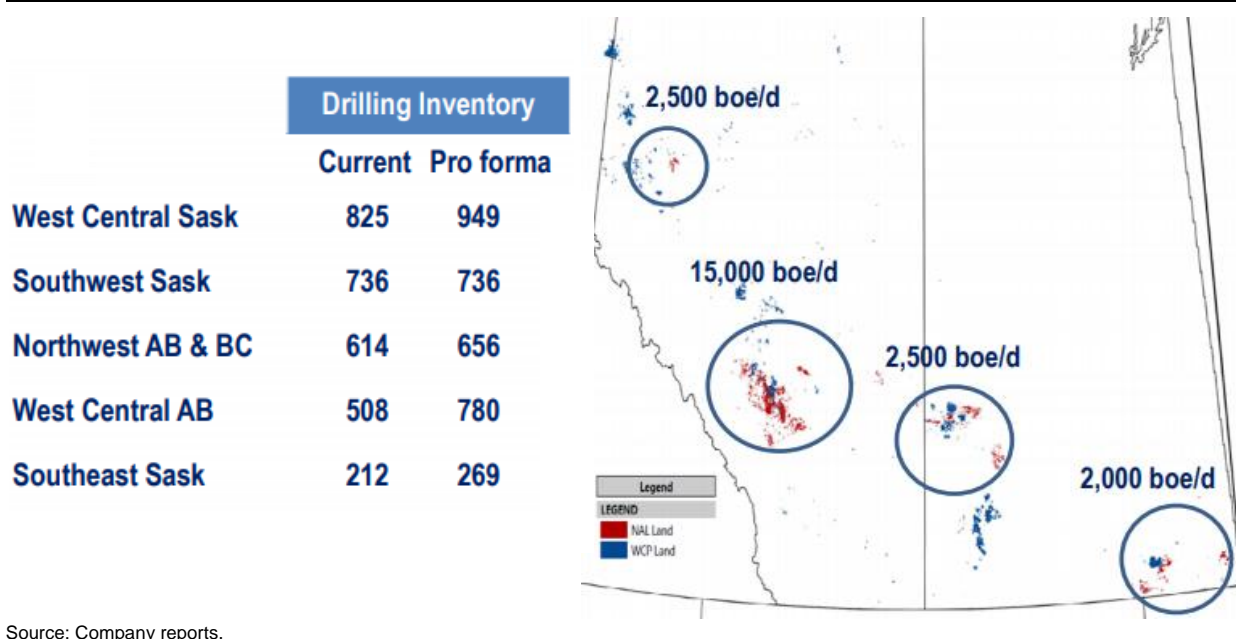 Drilling Inventory
Current Pro forma
West Central Sask 825 949
Southwest Sask 736 736
Northwest AB & BC 614 656
West Central AB 508 780
Southeast Sask 212 269
2,500 boe/d
15,000 boe/d
2,500 boe/d
2,000 boe/d
Legend
LEGEND
NAL Land
WCP Land
Source: Company reports.